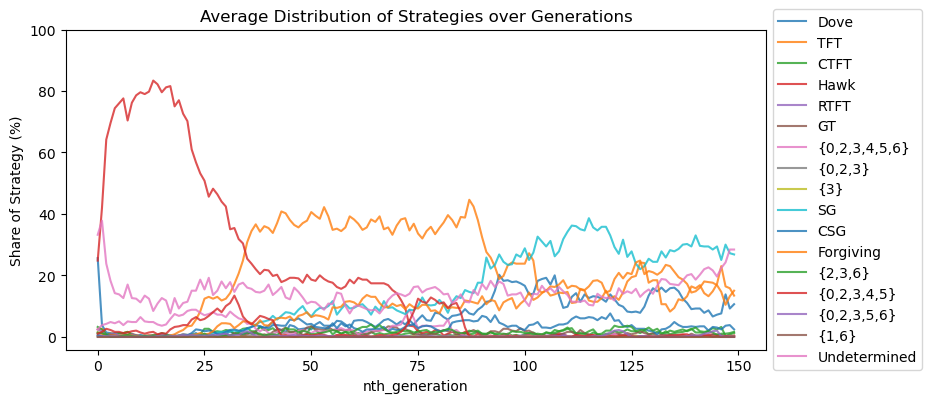 Average Distribution of Strategies over Generations
100
80
60
40
20
0
Share of Strategy (%)
0
25
50
75
100
125
150
nth_generation
Dove
TFT
CTFT
Hawk
RTFT
GT
{0,2,3,4,5,6}
{0,2,3}
{3}
SG
CSG
Forgiving
{2,3,6}
{0,2,3,4,5}
{0,2,3,5,6}
{1,6}
Undetermined